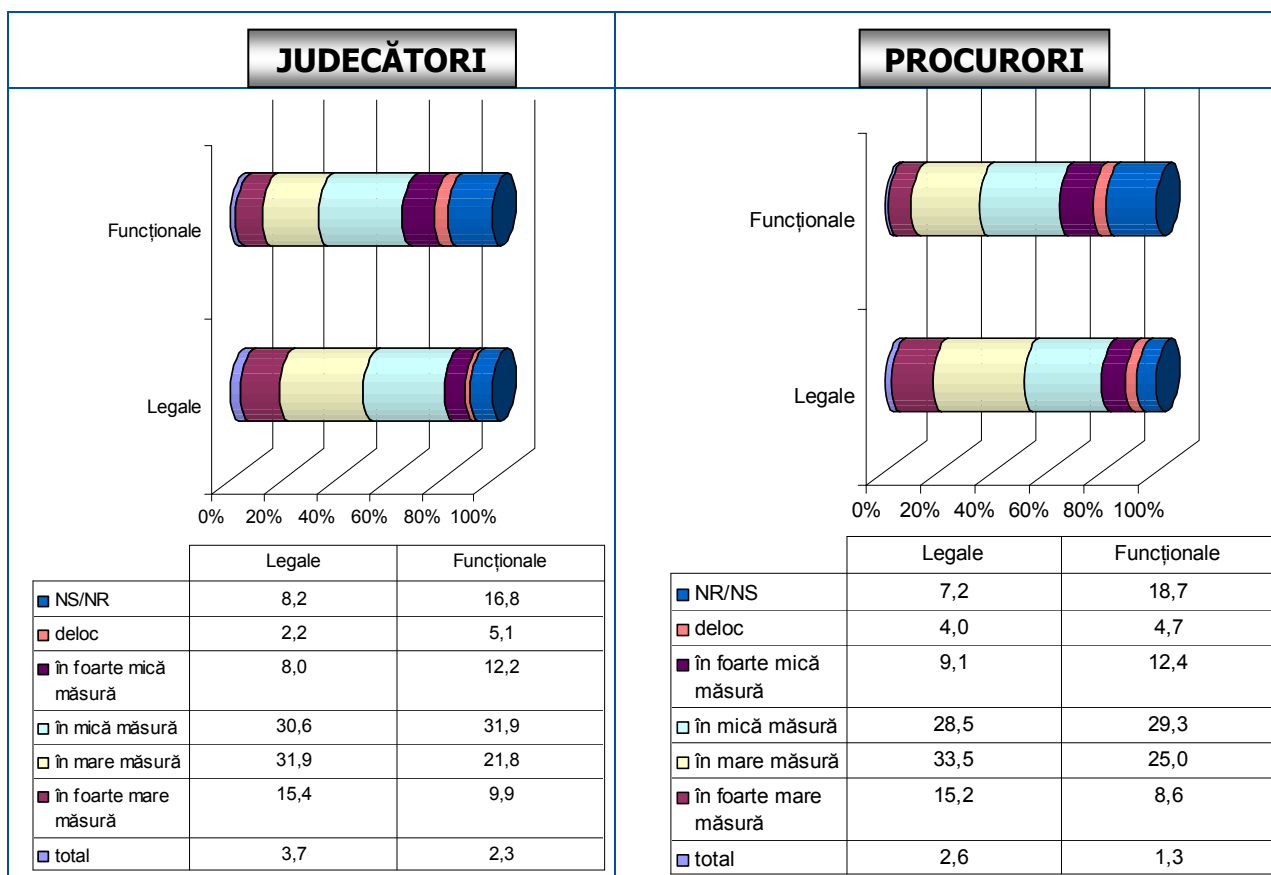 JUDECĂTORI
Funcționale
Legale
0% 20% 40% 60% 80% 100%
Legale Funcționale
NS/NR 8,2 16,8
deloc 2,2 5,1
în foarte mică
măsură 8,0 12,2
în mică măsură 30,6 31,9
în mare măsură 31,9 21,8
în foarte mare
măsură 15,4 9,9
total 3,7 2,3
PROCURORI
Funcționale
Legale
0% 20% 40% 60% 80% 100%
Legale Funcționale
NR/NS 7,2 18,7
deloc 4,0 4,7
în foarte mică
măsură 9,1 12,4
în mică măsură 28,5 29,3
în mare măsură 33,5 25,0
în foarte mare
măsură 15,2 8,6
total 2,6 1,3